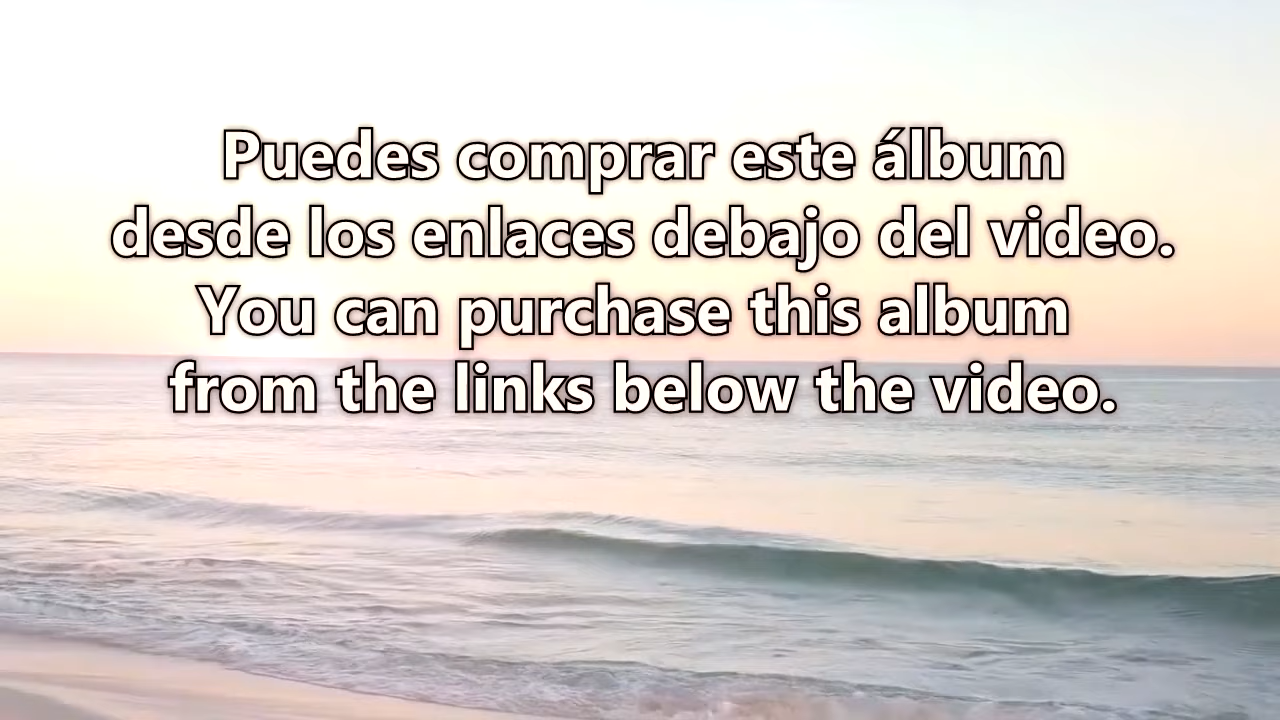 Puedes comprar este álbum
desde los enlaces debajo del video.
You can purchase this album
from the links below the video.